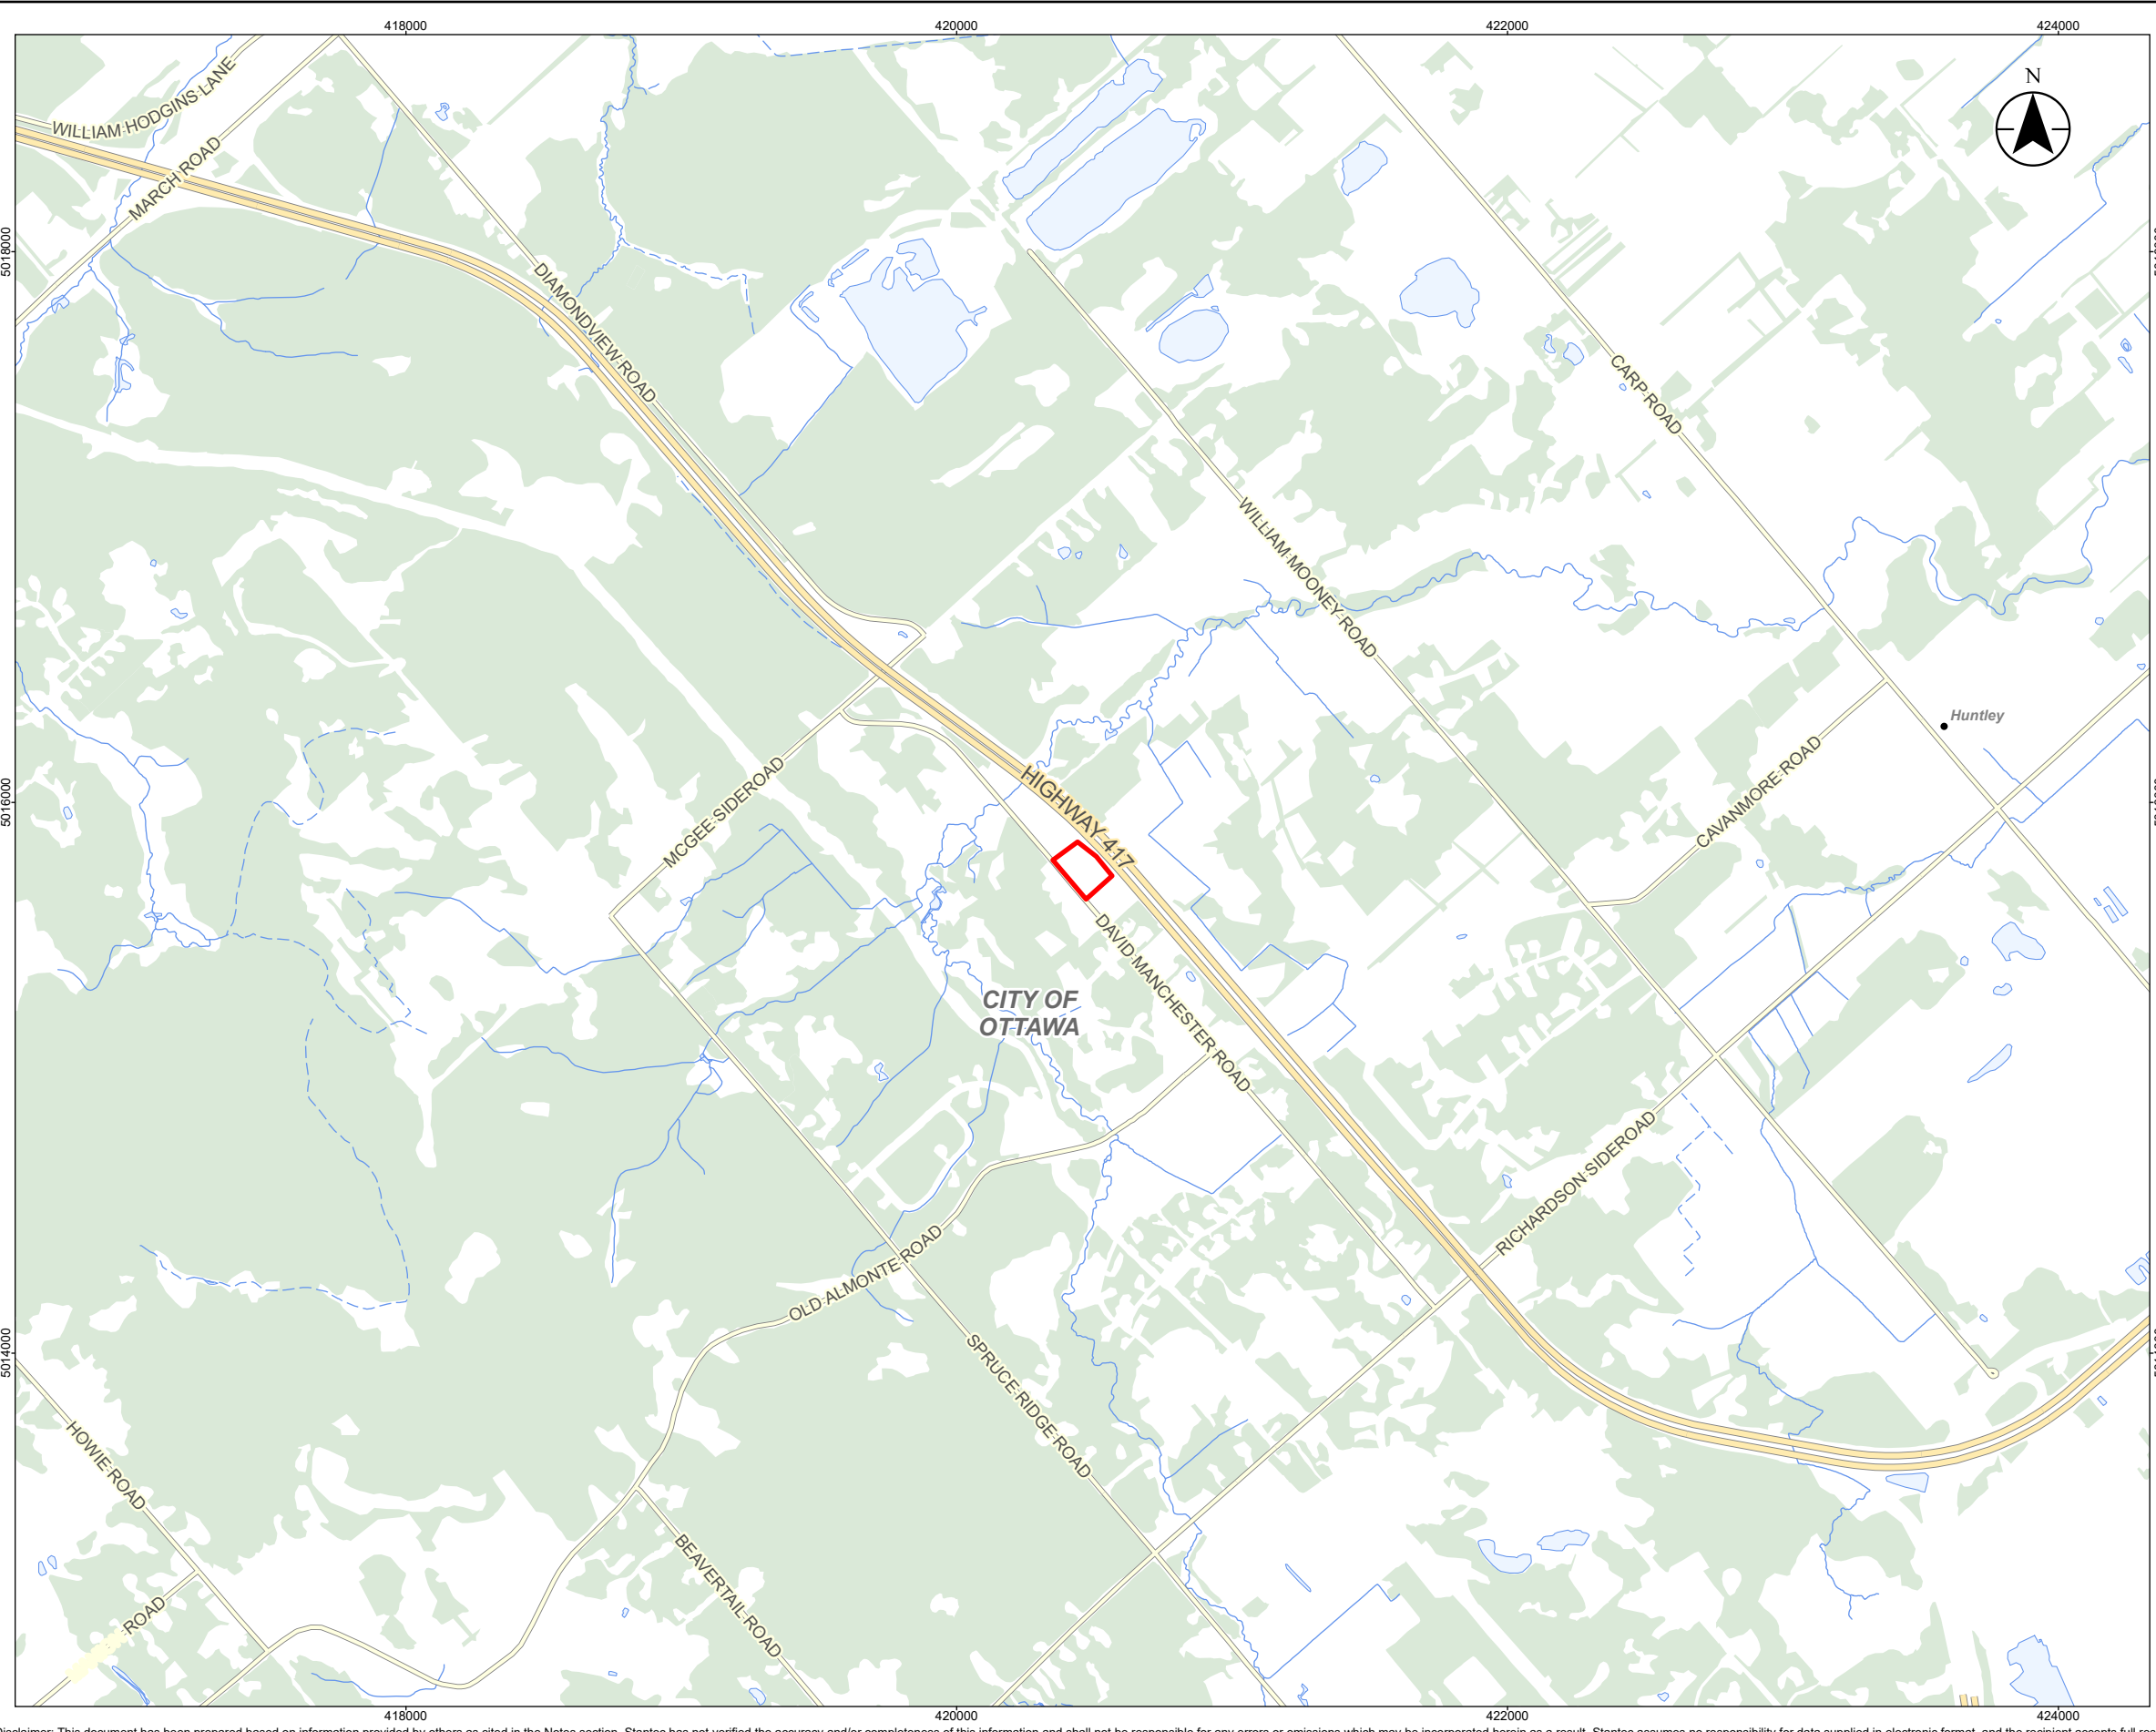 418000
420000
422000
424000
N
WILLIAM HODGINS LANE
MARCH ROAD
5018000
DIAMONDVIEW ROAD
CARP ROAD
WILLIAM MOONEY ROAD
Huntley
CAVANMORE ROAD
HIGHWAY 417
MCGEE SIDEROAD
5016000
DAVID MANCHESTER ROAD
CITY OF
OTTAWA
RICHARDSON SIDEROAD
OLD ALMONTE ROAD
5014000
SPRUCE RIDGE ROAD
HOWIE ROAD
BEAVERTAIL ROAD
ROAD
418000
420000
422000
424000